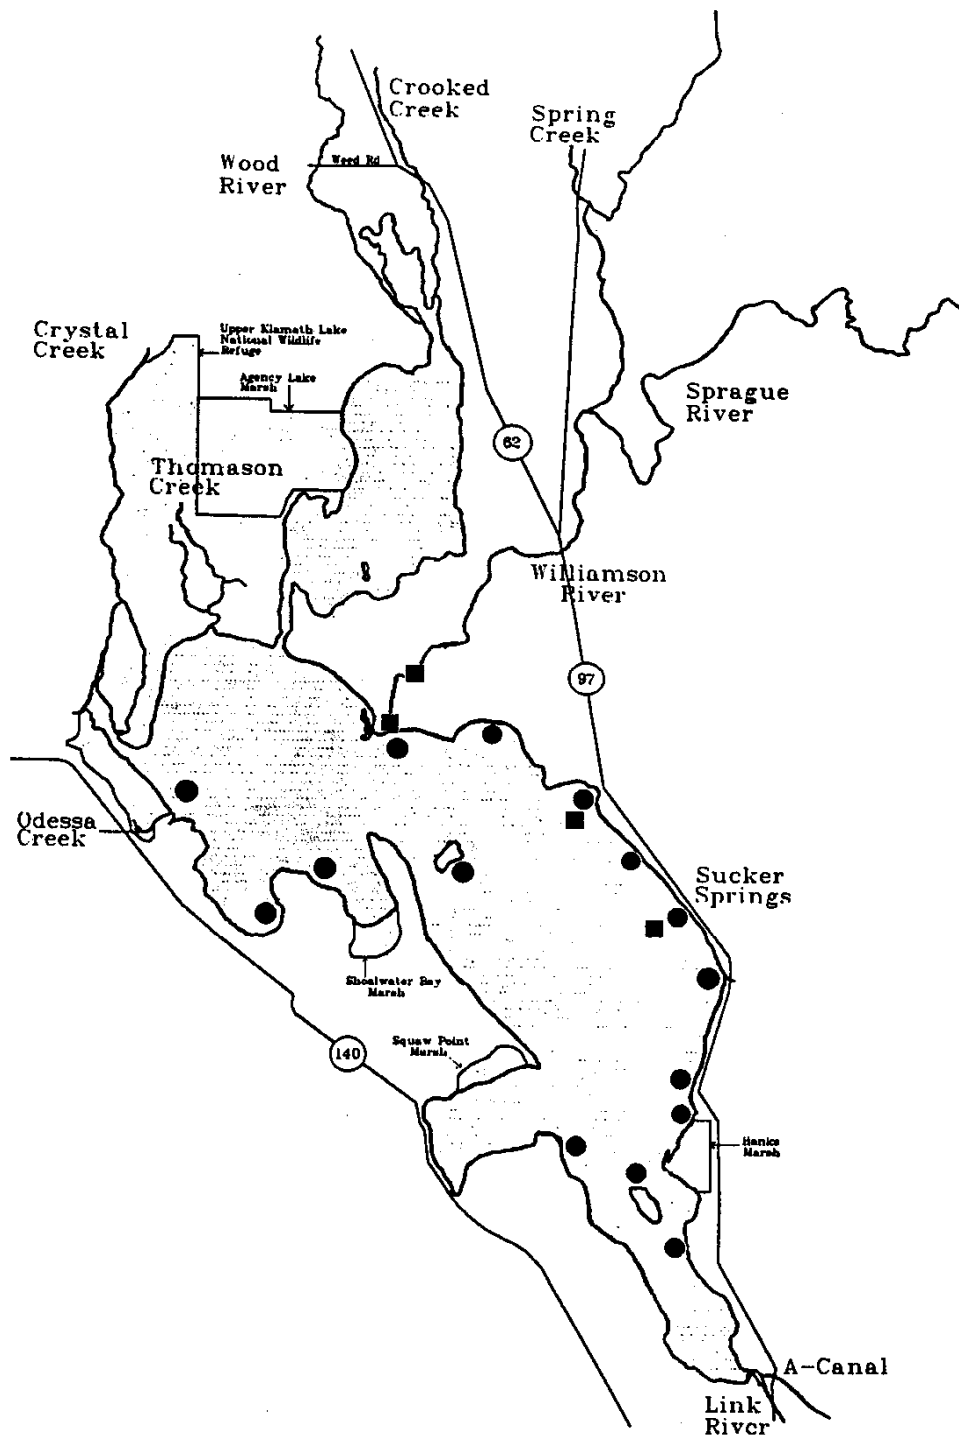 Crooked
Creek
Spring
Creek
Wood
River
Weed Rd
Crystal
Creek
Upper Klamath Lake
National Wildlife
Refuge
Agency Lake
Marsh
Sprague
River
62
Thomason
Creek
Williamson
River
97
Odessa
Creek
Sucker
Springs
Shoalwater Bay
Marsh
Squaw Point
Marsh
140
Hanks
Marsh
A-Canal
Link
River